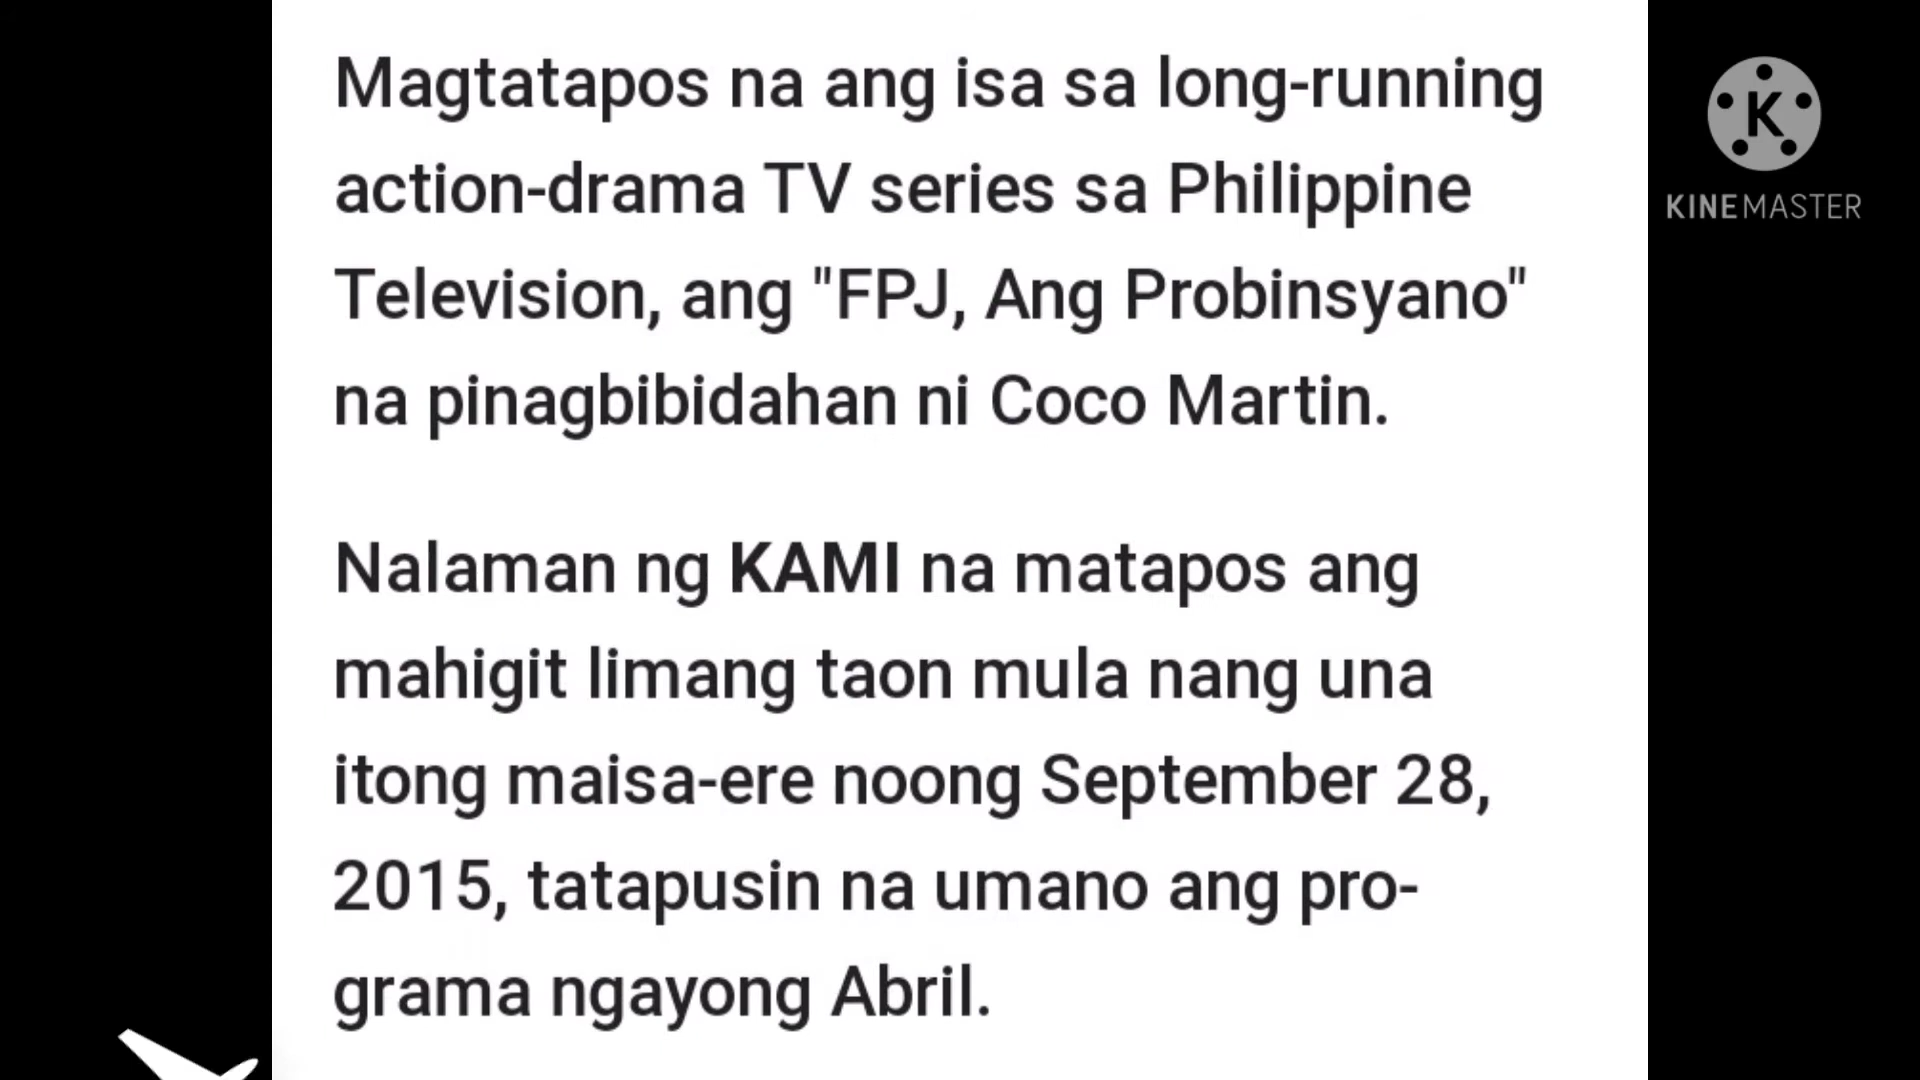 Magtatapos na ang isa sa long-running
action-drama TV series sa Philippine
Television, ang "FPJ, Ang Probinsyano"
na pinagbibidahan ni Coco Martin.
Nalaman ng KAMI na matapos ang
mahigit limang taon mula nang una
itong maisa-ere noong September 28,
2015, tatapusin na umano ang pro-
grama ngayong Abril.
K
KINEMASTER